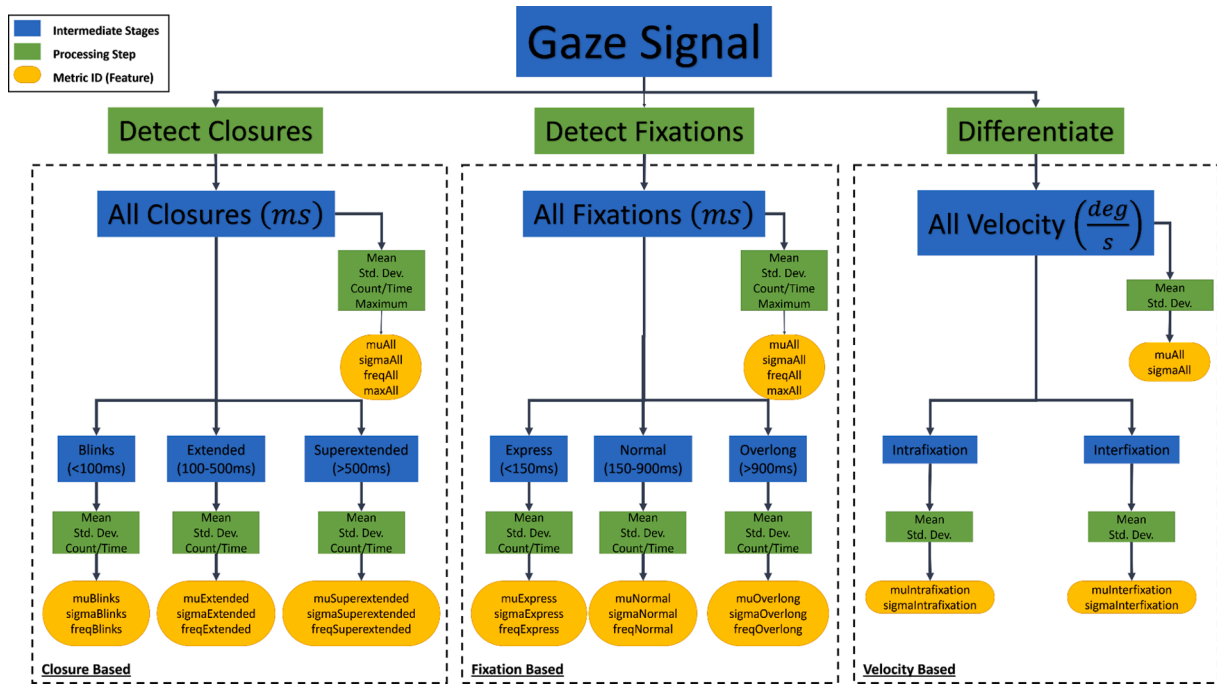 Intermediate Stages
Processing Step
Metric ID (Feature)
Gaze Signal
Detect Closures
Detect Fixations
Differentiate
All Closures (ms)
All Fixations (ms)
All Velocity (deg/s)
Mean
Std. Dev.
Count/Time
Maximum
muAll
sigmaAll
freqAll
maxAll
Mean
Std. Dev.
Count/Time
Maximum
muAll
sigmaAll
freqAll
maxAll
Mean
Std. Dev.
muAll
sigmaAll
Blinks
(<100ms)
Extended
(100-500ms)
Superextended
(>500ms)
Express
(<150ms)
Normal
(150-900ms)
Overlong
(>900ms)
Intrafixation
Interfixation
Mean
Std. Dev.
Count/Time
Mean
Std. Dev.
Count/Time
Mean
Std. Dev.
Count/Time
Mean
Std. Dev.
Count/Time
Mean
Std. Dev.
Count/Time
Mean
Std. Dev.
Count/Time
Mean
Std. Dev.
Mean
Std. Dev.
muBlinks
sigmaBlinks
freqBlinks
muExtended
sigmaExtended
freqExtended
muSuperextended
sigmaSuperextended
freqSuperextended
muExpress
sigmaExpress
freqExpress
muNormal
sigmaNormal
freqNormal
muOverlong
sigmaOverlong
freqOverlong
muIntrafixation
sigmaIntrafixation
muInterfixation
sigmaInterfixation
Closure Based
Fixation Based
Velocity Based